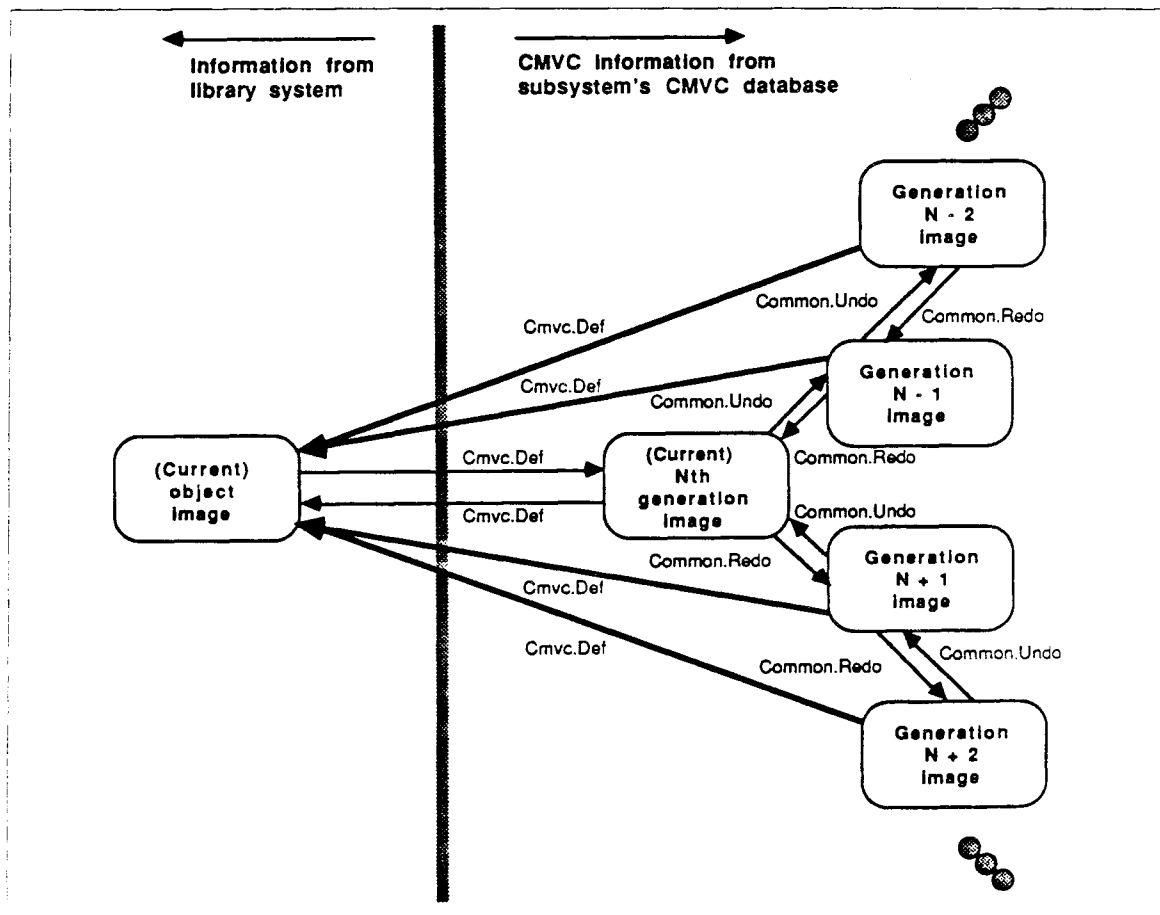 Information from
library system
CMVC Information from
subsystem's CMVC database
Generation
N - 2
image
Common.Undo
Common.Redo
Cmvc.Def
Generation
N - 1
image
Cmvc.Def
Common.Undo
Common.Redo
(Current)
object
image
Cmvc.Def
Cmvc.Def
(Current)
Nth
generation
image
Common.Undo
Common.Redo
Generation
N + 1
image
Cmvc.Def
Cmvc.Def
Common.Redo
Common.Undo
Generation
N + 2
image